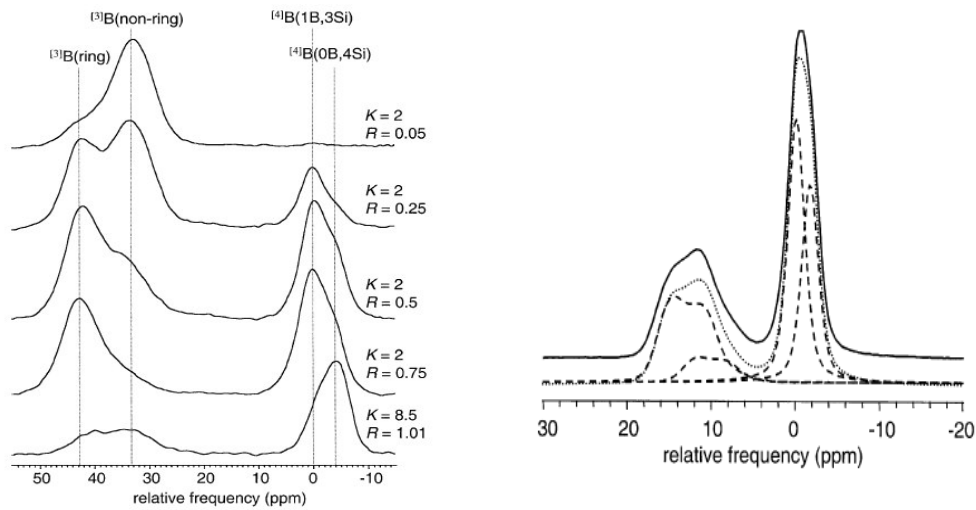 [3]B(non-ring)
[4]B(1B,3Si)
[3]B(ring)
[4]B(0B,4Si)
K = 2
R = 0.05
K = 2
R = 0.25
K = 2
R = 0.5
K = 2
R = 0.75
K = 8.5
R = 1.01
50 40 30 20 10 0 -10
relative frequency (ppm)
30 20 10 0 -10 -20
relative frequency (ppm)